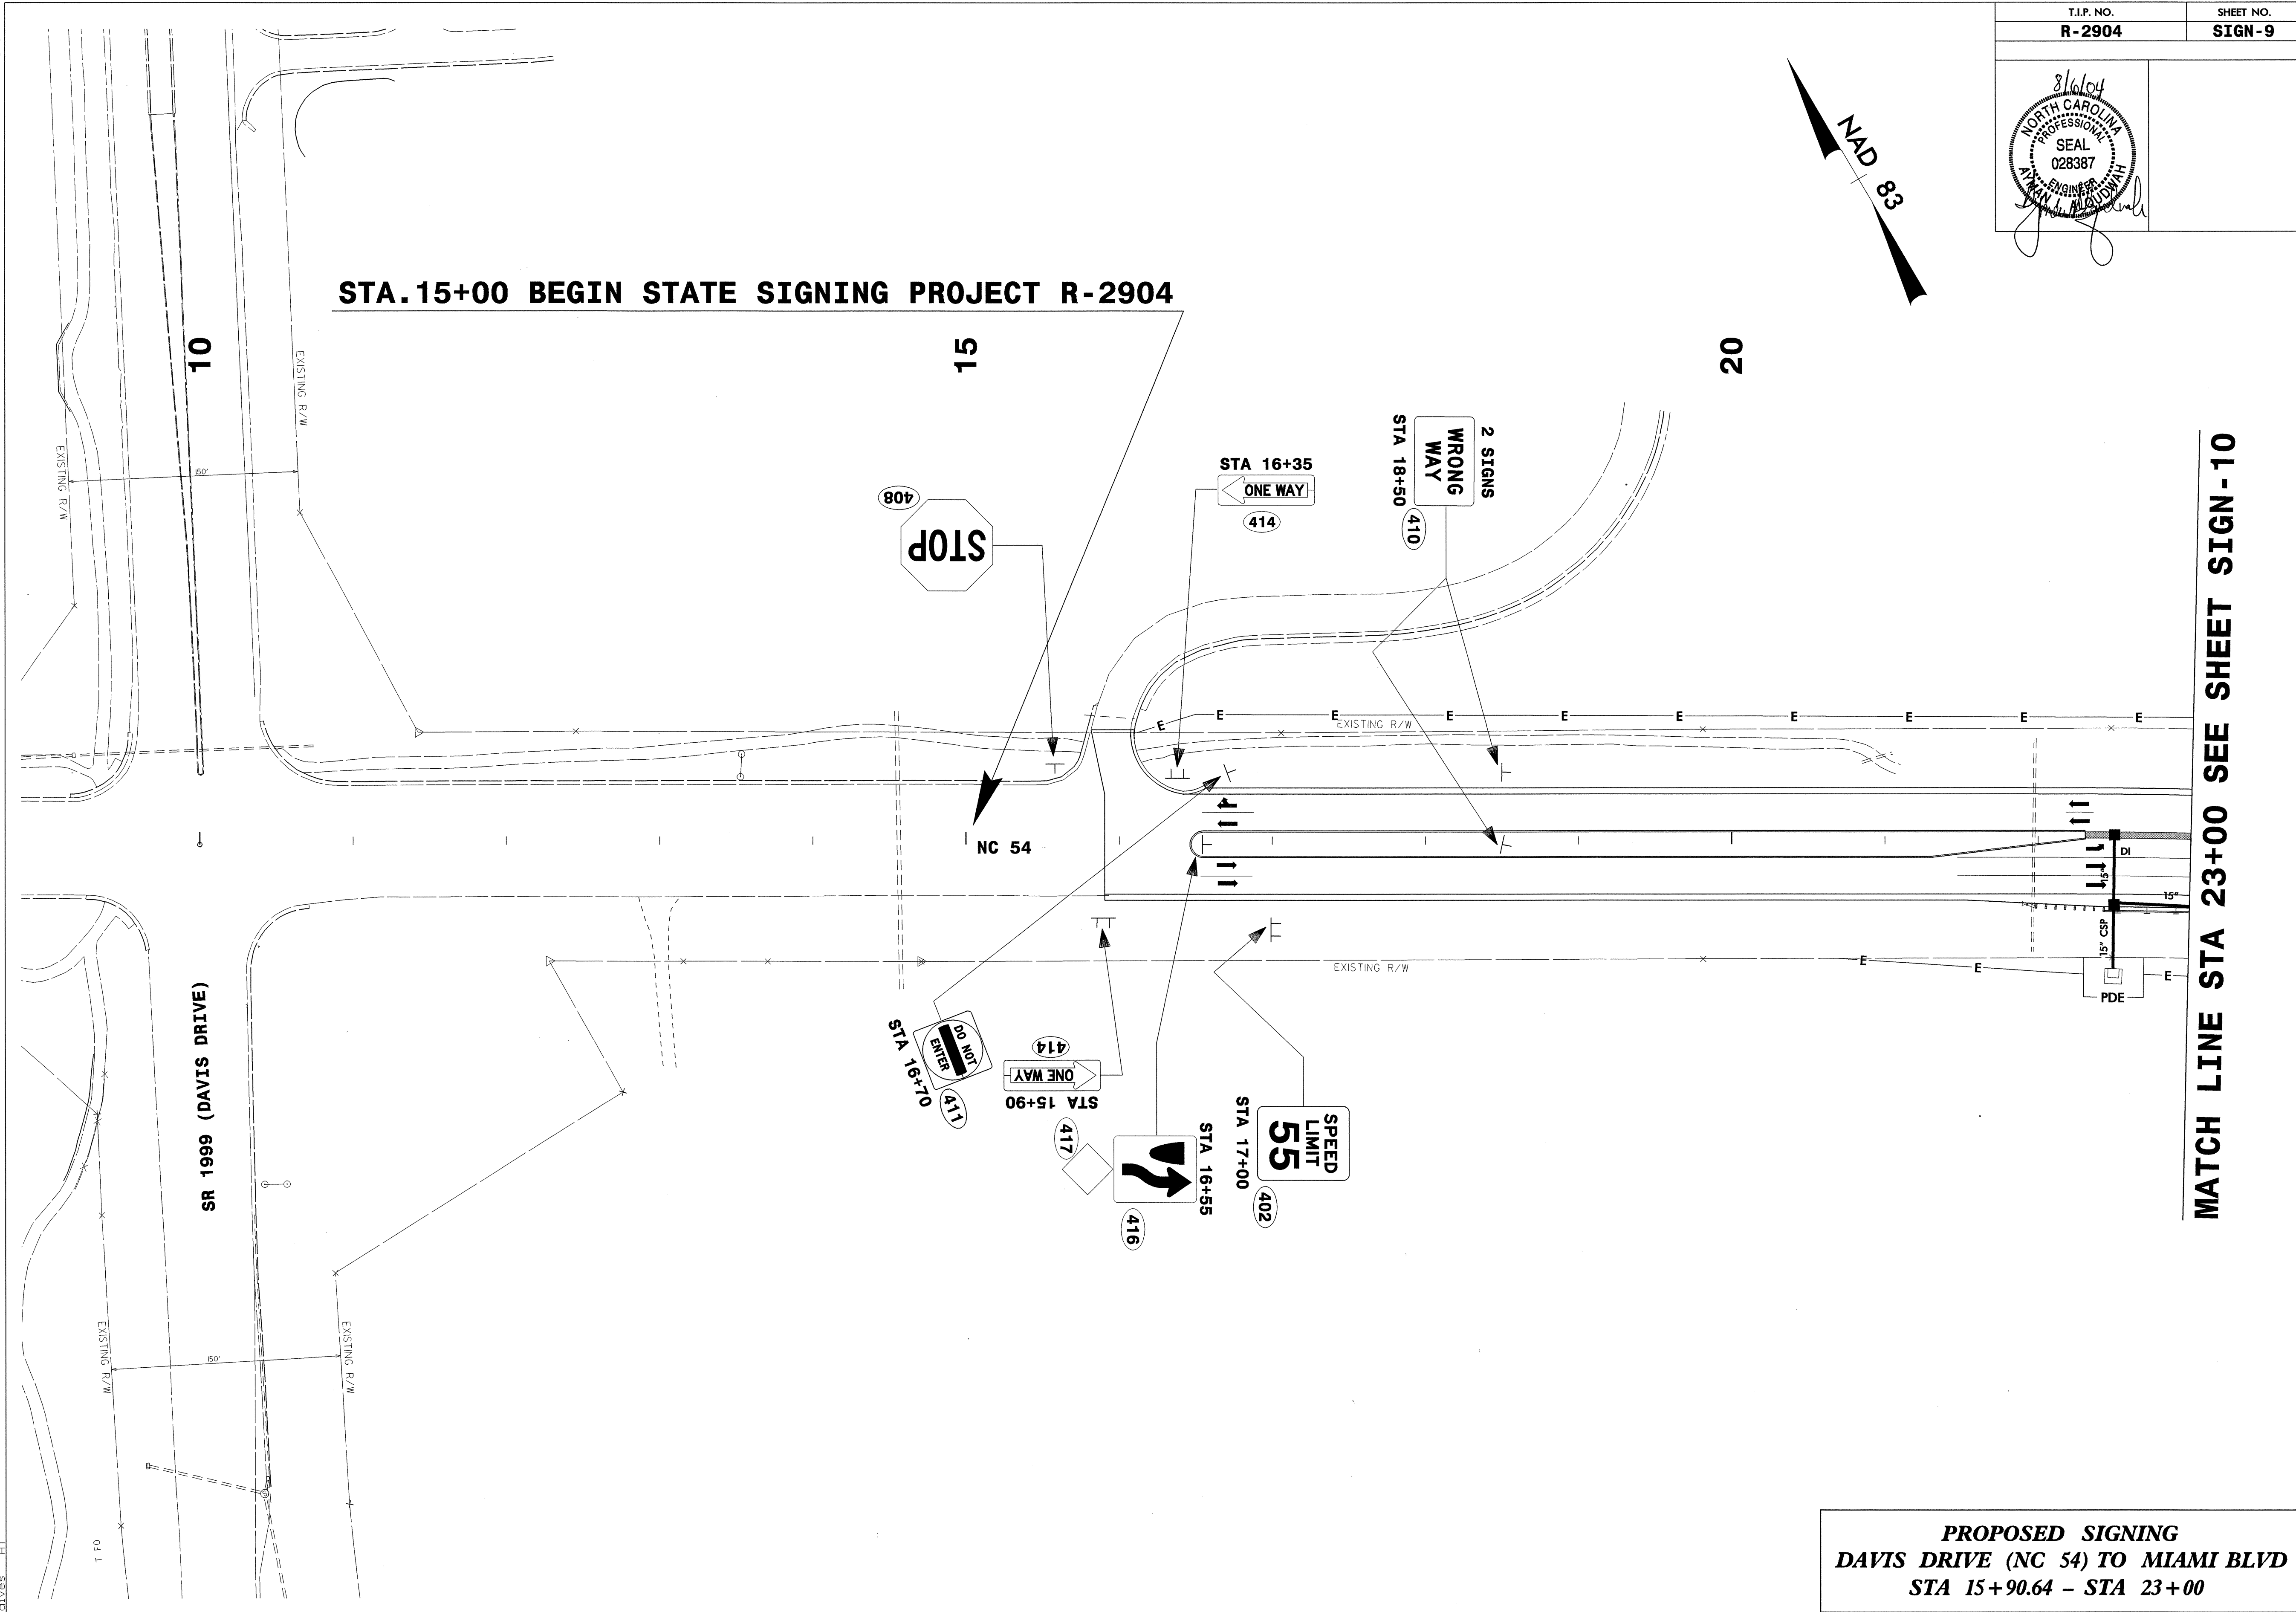 T.I.P. NO.
SHEET NO.
R-2904
SIGN-9
8/6/04
NORTH CAROLINA
PROFESSIONAL
SEAL
028387
ENGINEER
AYMAN I. ALQUDWAH
NAD 83
STA.15+00 BEGIN STATE SIGNING PROJECT R-2904
10
15
20
EXISTING R/W
EXISTING R/W
150'
408
STOP
STA 16+35
ONE WAY
414
2 SIGNS
WRONG
WAY
STA 18+50
410
MATCH LINE STA 23+00 SEE SHEET SIGN-10
E
E
E
E
E
E
E
E
E
E
EXISTING R/W
NC 54
DI
15"
15"
15" CSP
EXISTING R/W
E
E
E
PDE
SR 1999 (DAVIS DRIVE)
DO NOT
ENTER
STA 16+70
411
414
ONE WAY
STA 15+90
417
STA 16+55
416
SPEED
LIMIT
55
STA 17+00
402
EXISTING R/W
EXISTING R/W
150'
PROPOSED SIGNING
DAVIS DRIVE (NC 54) TO MIAMI BLVD
STA 15+90.64 – STA 23+00